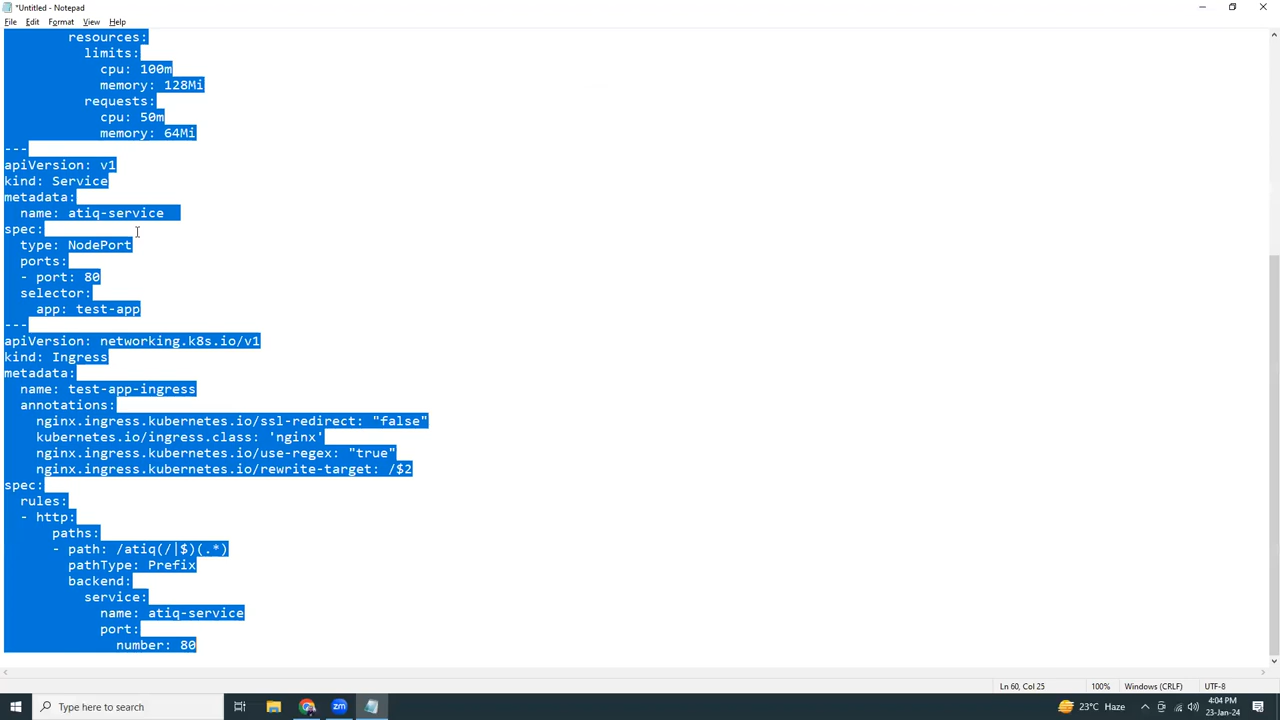 *Untitled - Notepad
File Edit Format View Help
        resources:
          limits:
            cpu: 100m
            memory: 128Mi
          requests:
            cpu: 50m
            memory: 64Mi
---
apiVersion: v1
kind: Service
metadata:
  name: atiq-service
spec:
  type: NodePort
  ports:
  - port: 80
  selector:
    app: test-app
---
apiVersion: networking.k8s.io/v1
kind: Ingress
metadata:
  name: test-app-ingress
  annotations:
    nginx.ingress.kubernetes.io/ssl-redirect: "false"
    kubernetes.io/ingress.class: 'nginx'
    nginx.ingress.kubernetes.io/use-regex: "true"
    nginx.ingress.kubernetes.io/rewrite-target: /$2
spec:
  rules:
  - http:
      paths:
      - path: /atiq(/|$)(.*)
        pathType: Prefix
        backend:
          service:
            name: atiq-service
            port:
              number: 80
Ln 60, Col 25 100% Windows (CRLF) UTF-8
Type here to search zm 23°C Haze 4:04 PM
23-Jan-24